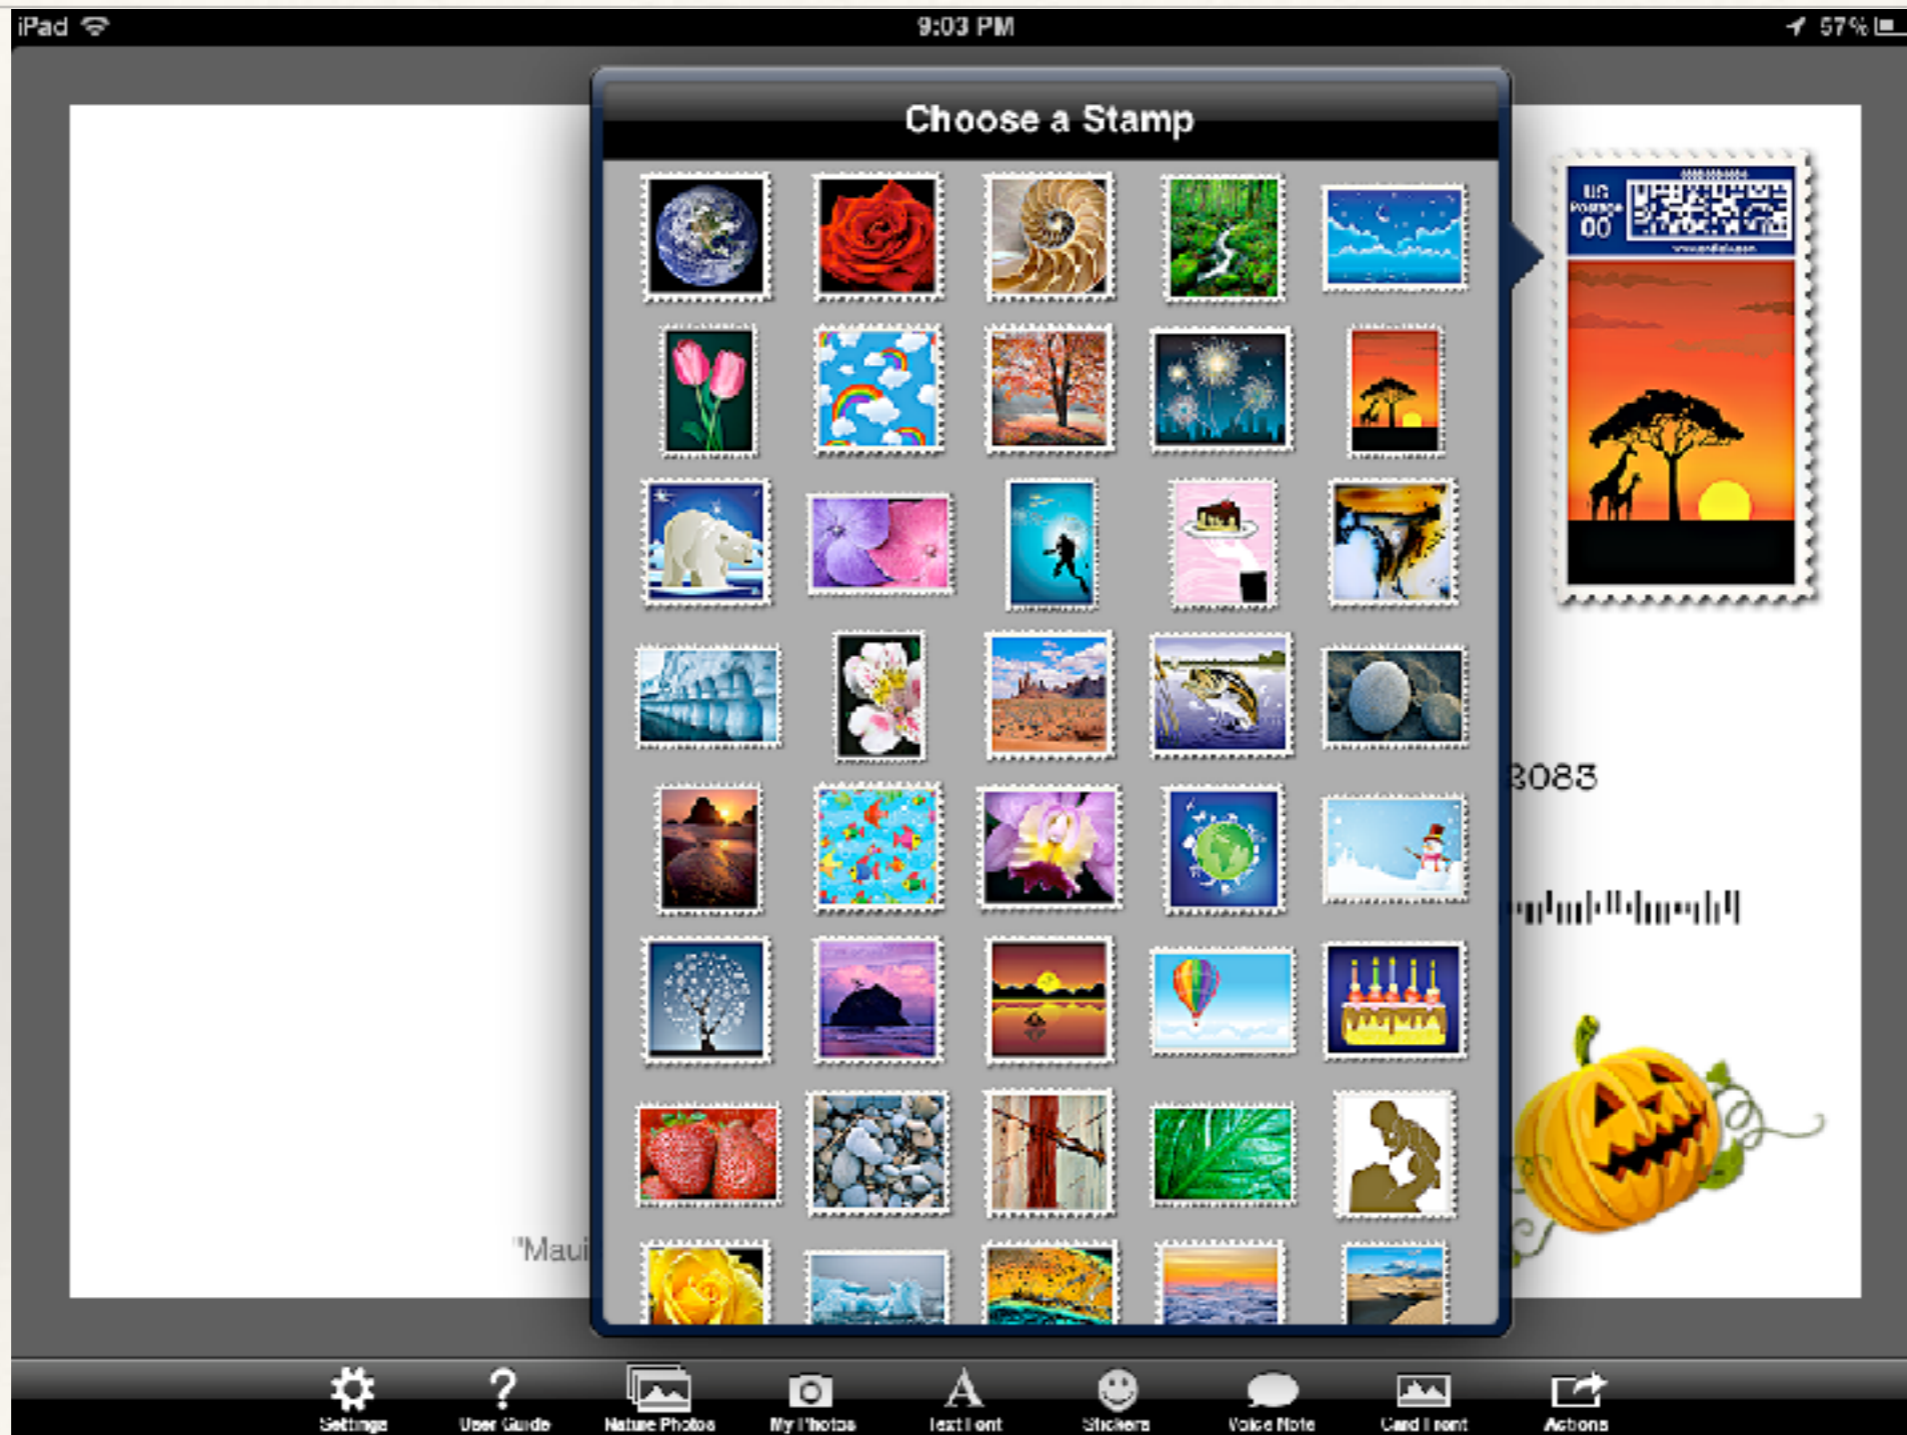 iPad
9:03 PM
57%
Choose a Stamp
US
Postage
00
3083
"Maui
Settings
User Guide
Nature Photos
My Photos
Text Font
Stickers
Voice Note
Card Front
Actions